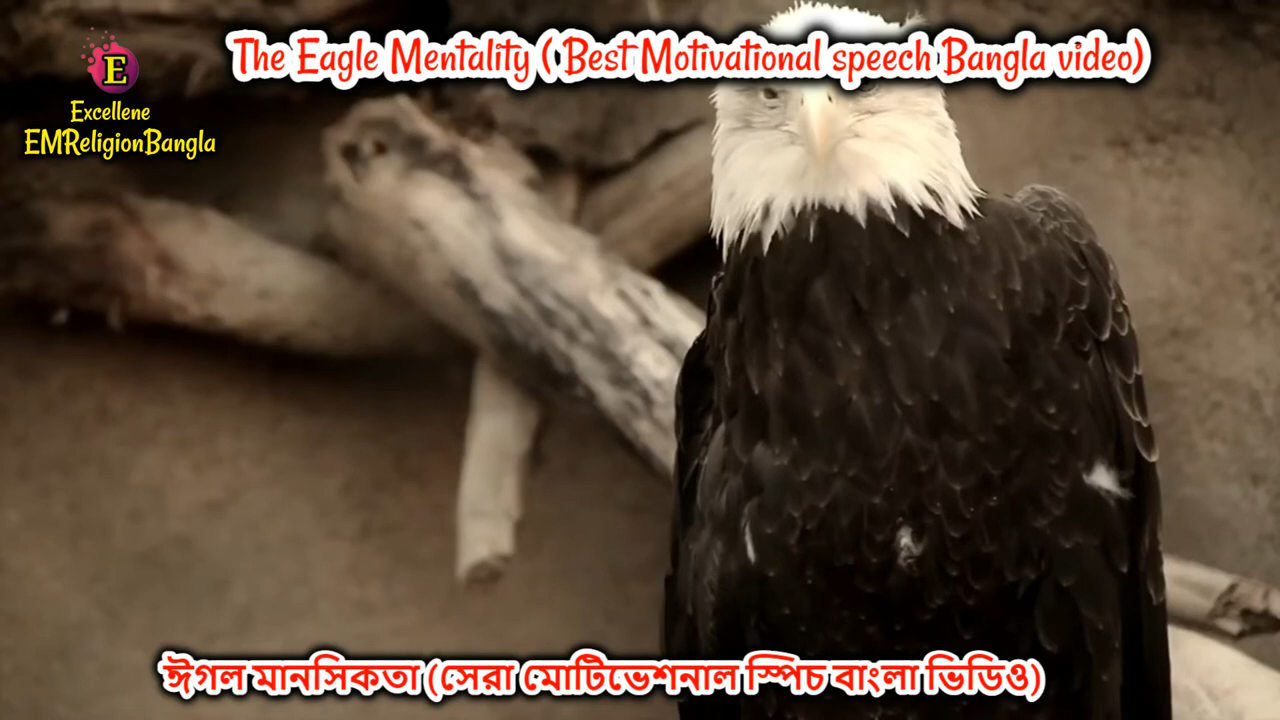 The Eagle Mentality ( Best Motivational speech Bangla video)
E
Excellene
EMReligionBangla
ঈগল মানসিকতা (সেরা মোটিভেশনাল স্পিচ বাংলা ভিডিও)